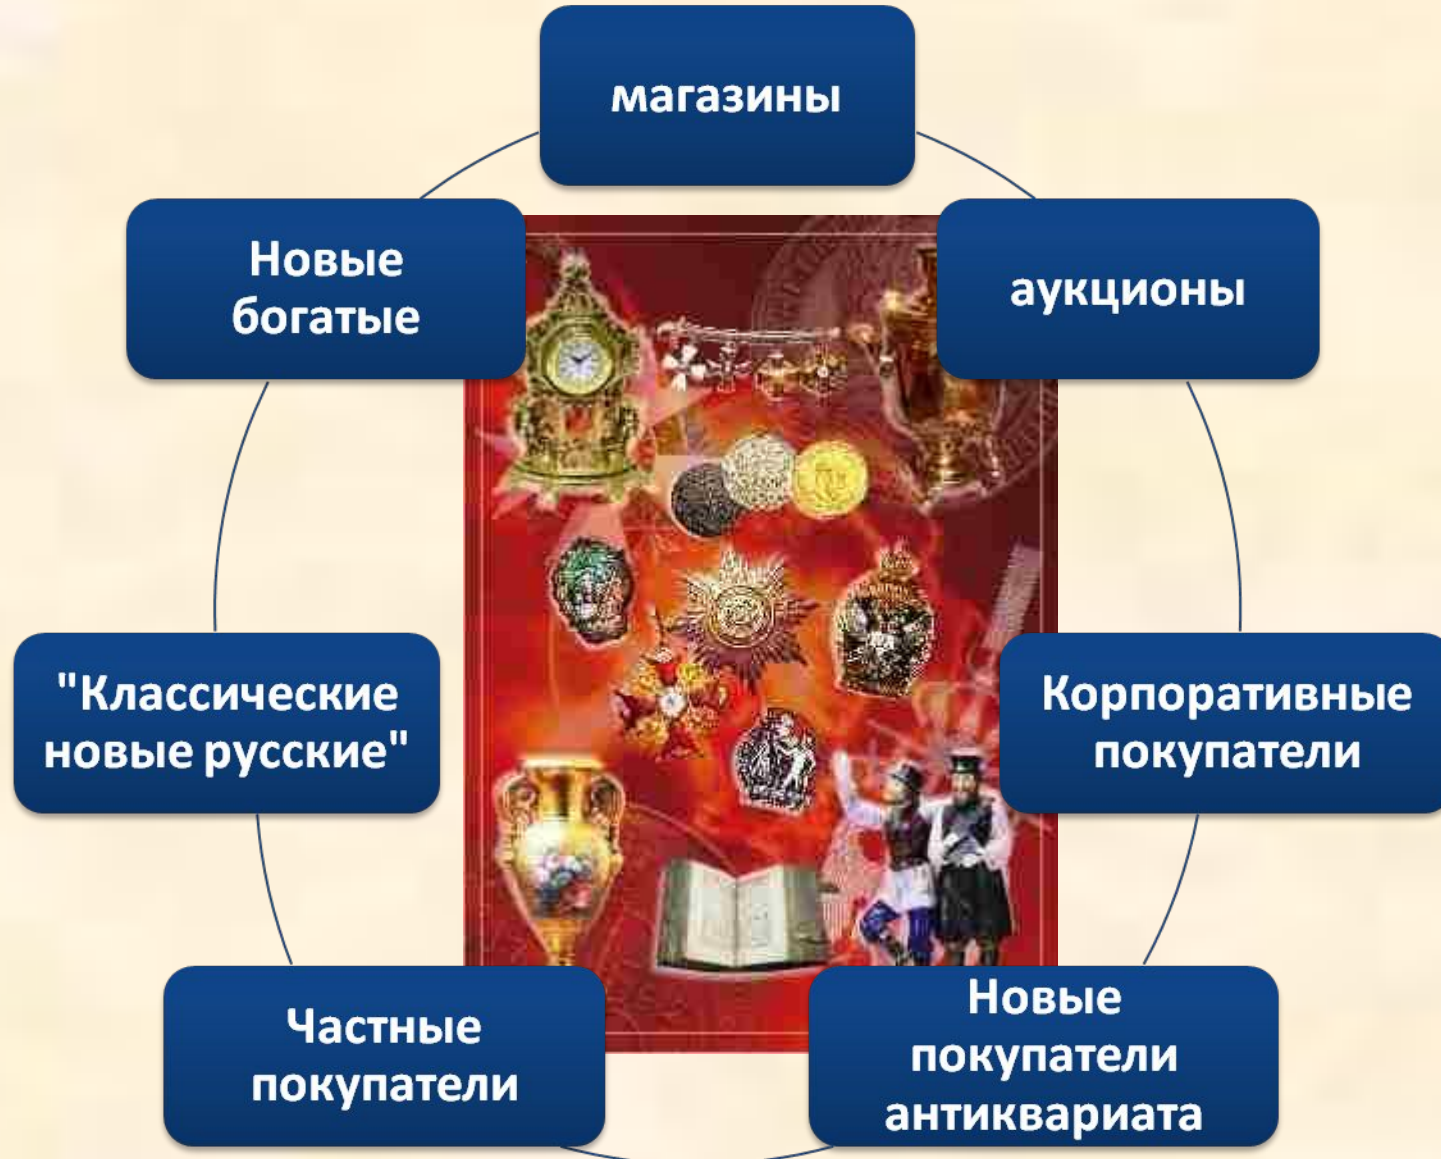 магазины
аукционы
Корпоративные
покупатели
Новые
покупатели
антиквариата
Частные
покупатели
"Классические
новые русские"
Новые
богатые